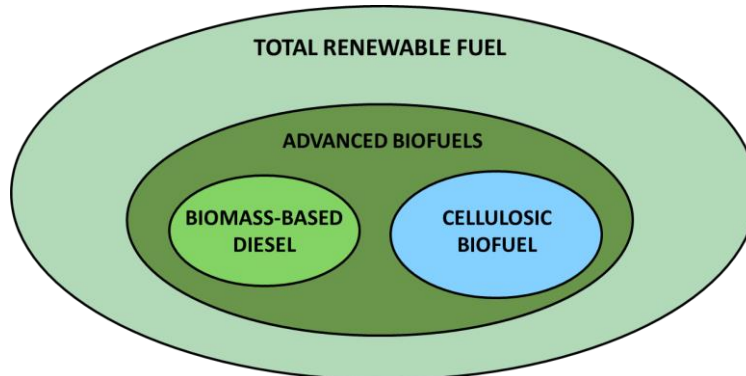 TOTAL RENEWABLE FUEL
ADVANCED BIOFUELS
BIOMASS-BASED
DIESEL
CELLULOSIC
BIOFUEL